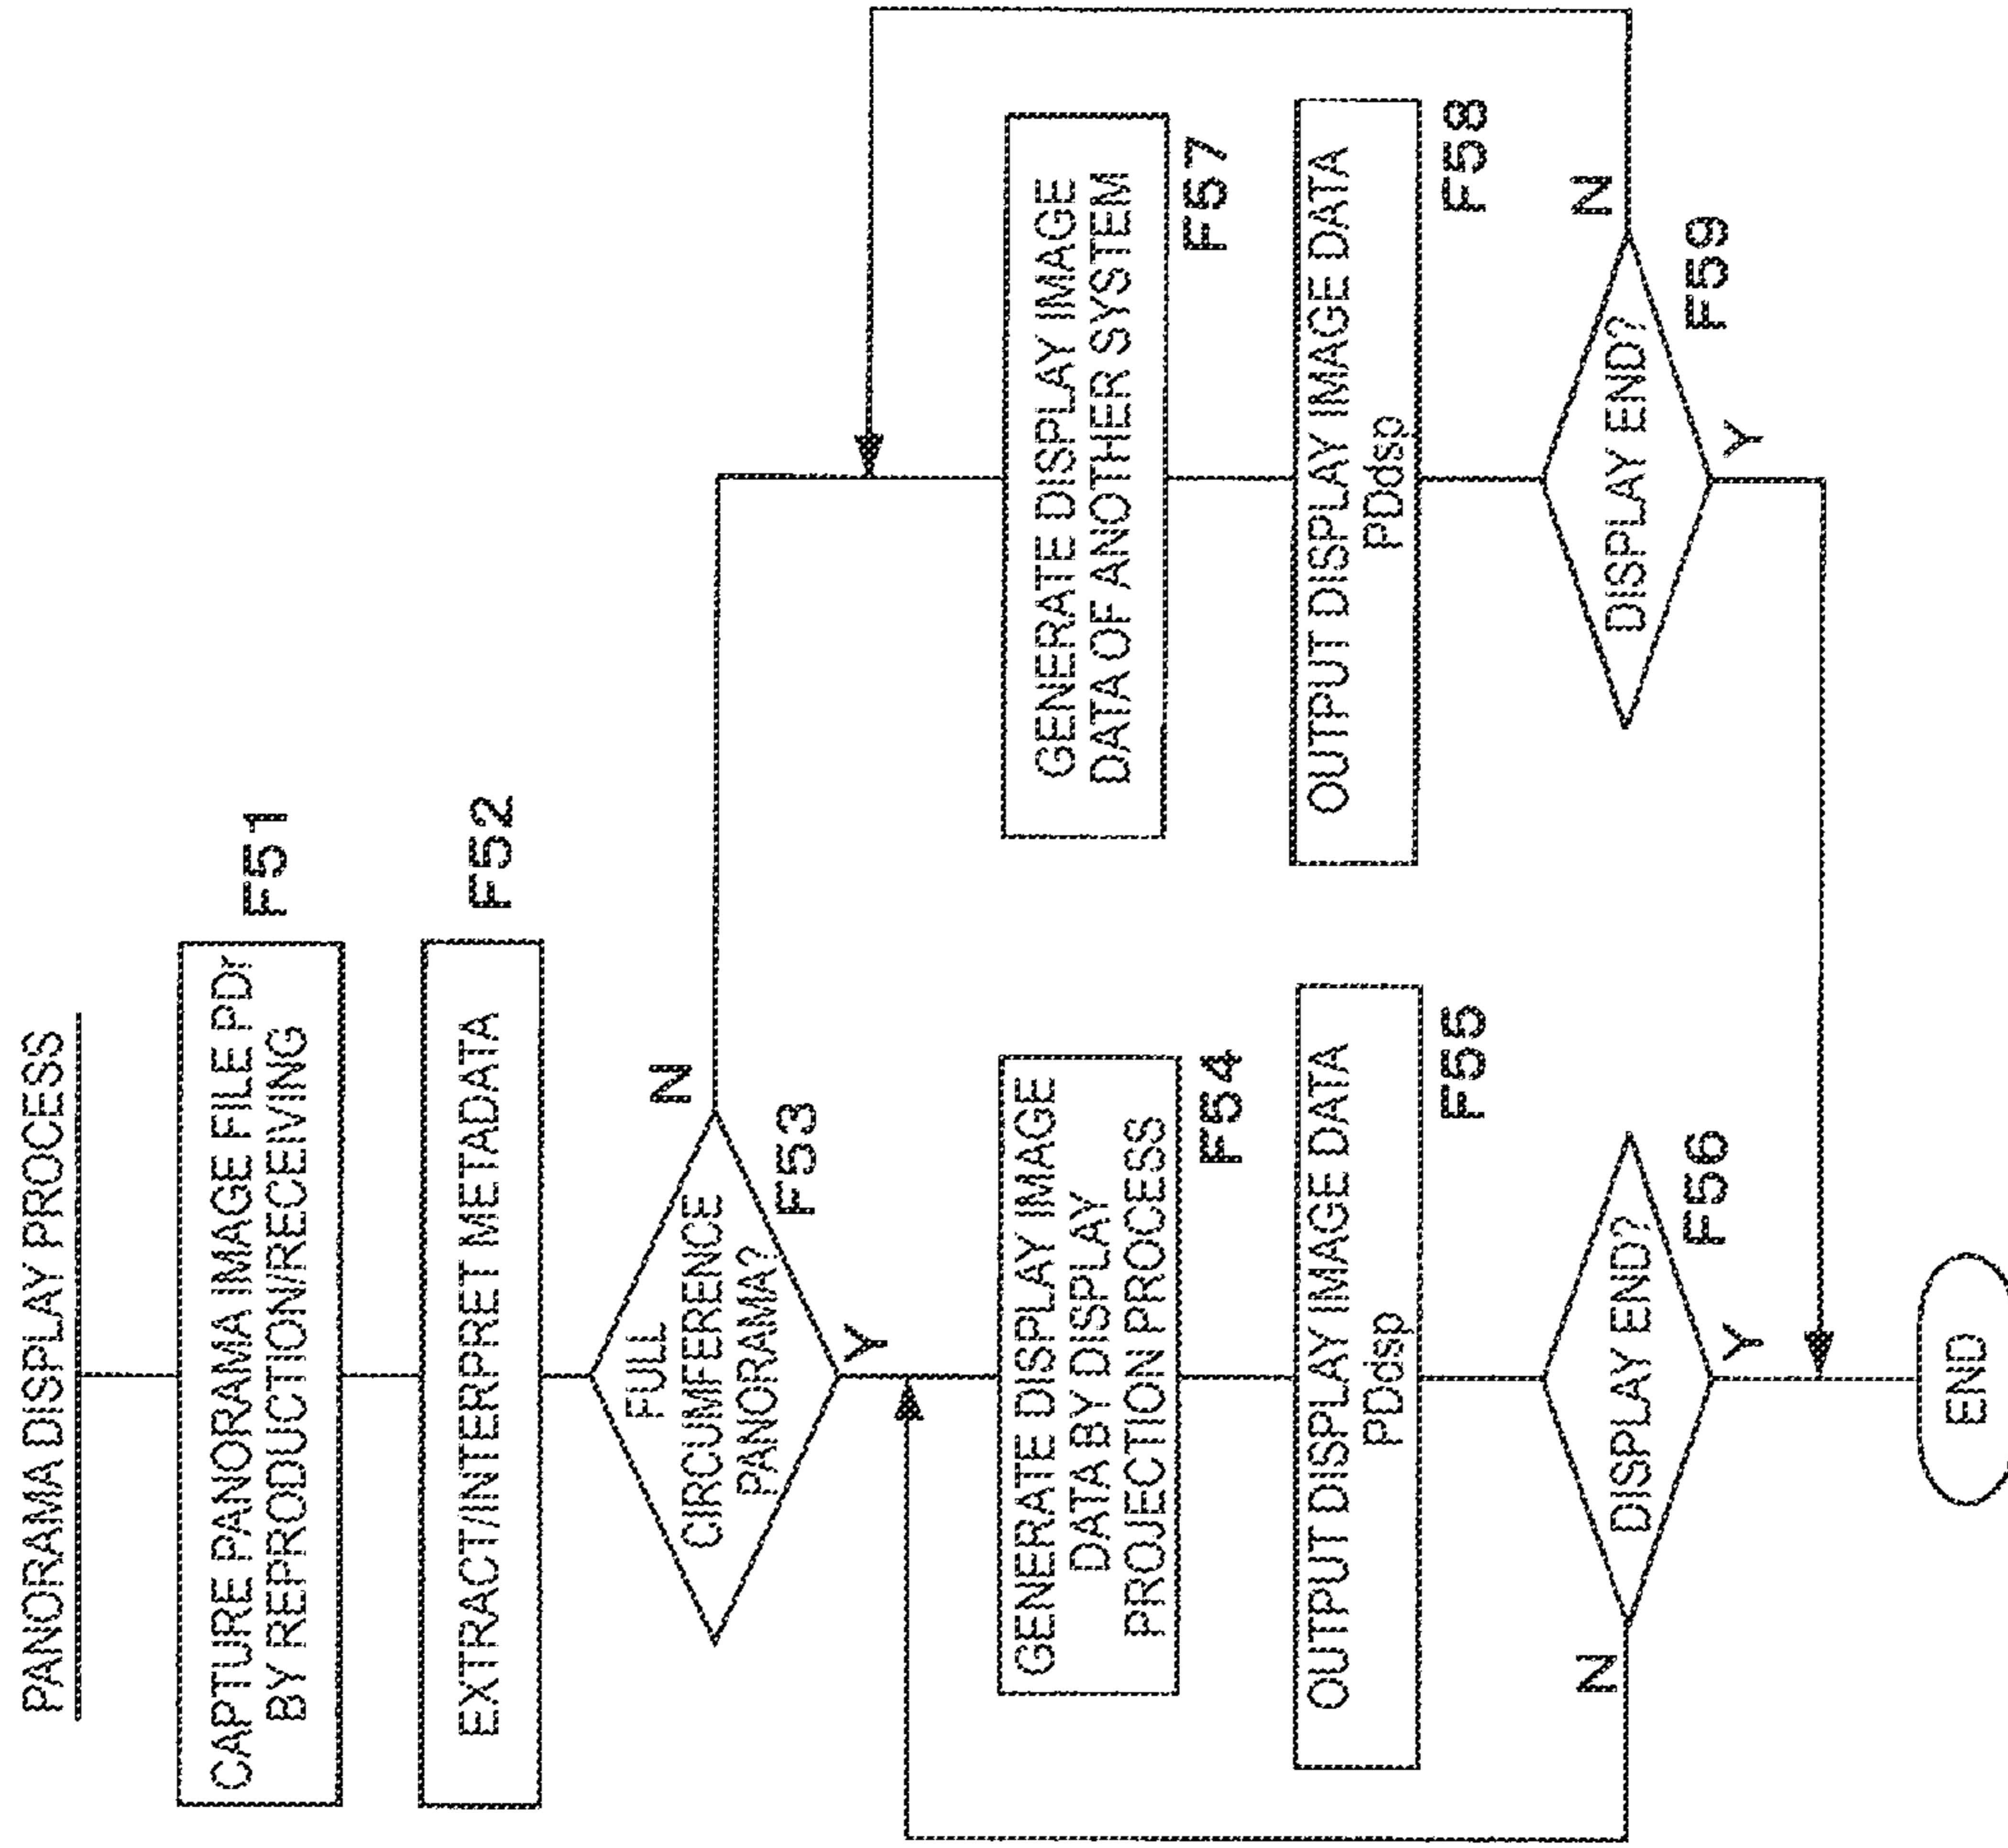 PANORAMA DISPLAY PROCESS
CAPTURE PANORAMA IMAGE FILE PDr
BY REPRODUCTION/RECEIVING
F51
EXTRACT/INTERPRET METADATA
F52
FULL
CIRCUMFERENCE
PANORAMA?
F53
N
Y
GENERATE DISPLAY IMAGE
DATA BY DISPLAY
PROJECTION PROCESS
F54
OUTPUT DISPLAY IMAGE DATA
PDdsp
F55
DISPLAY END?
F56
N
Y
GENERATE DISPLAY IMAGE
DATA OF ANOTHER SYSTEM
F57
OUTPUT DISPLAY IMAGE DATA
PDdsp
F58
DISPLAY END?
F59
N
Y
END